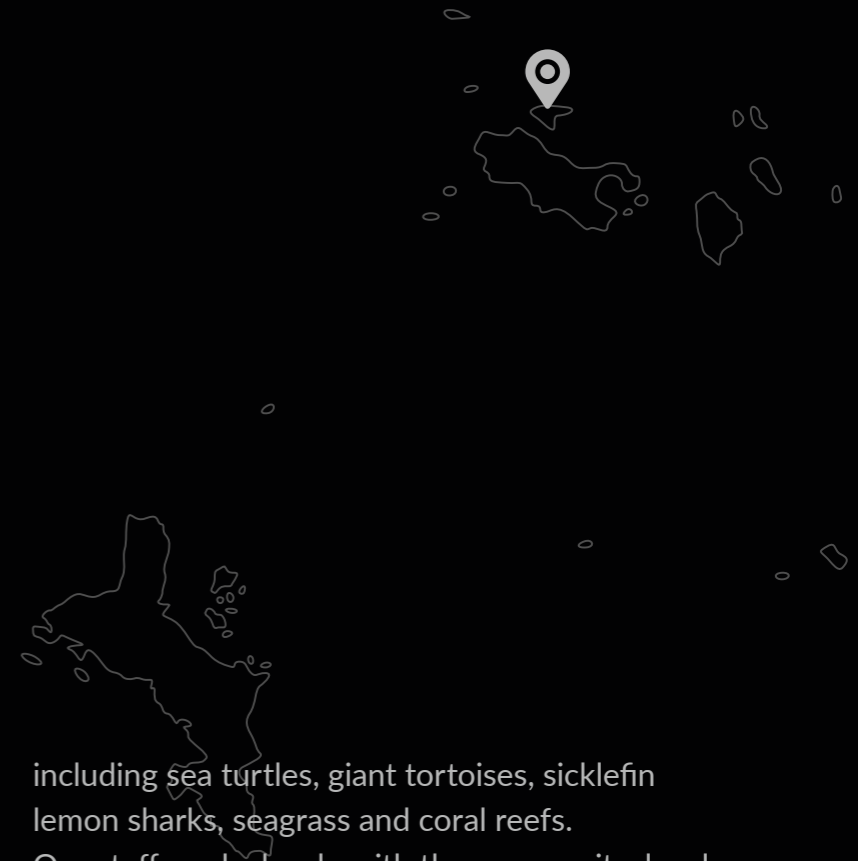 including sea turtles, giant tortoises, sicklefin
lemon sharks, seagrass and coral reefs.